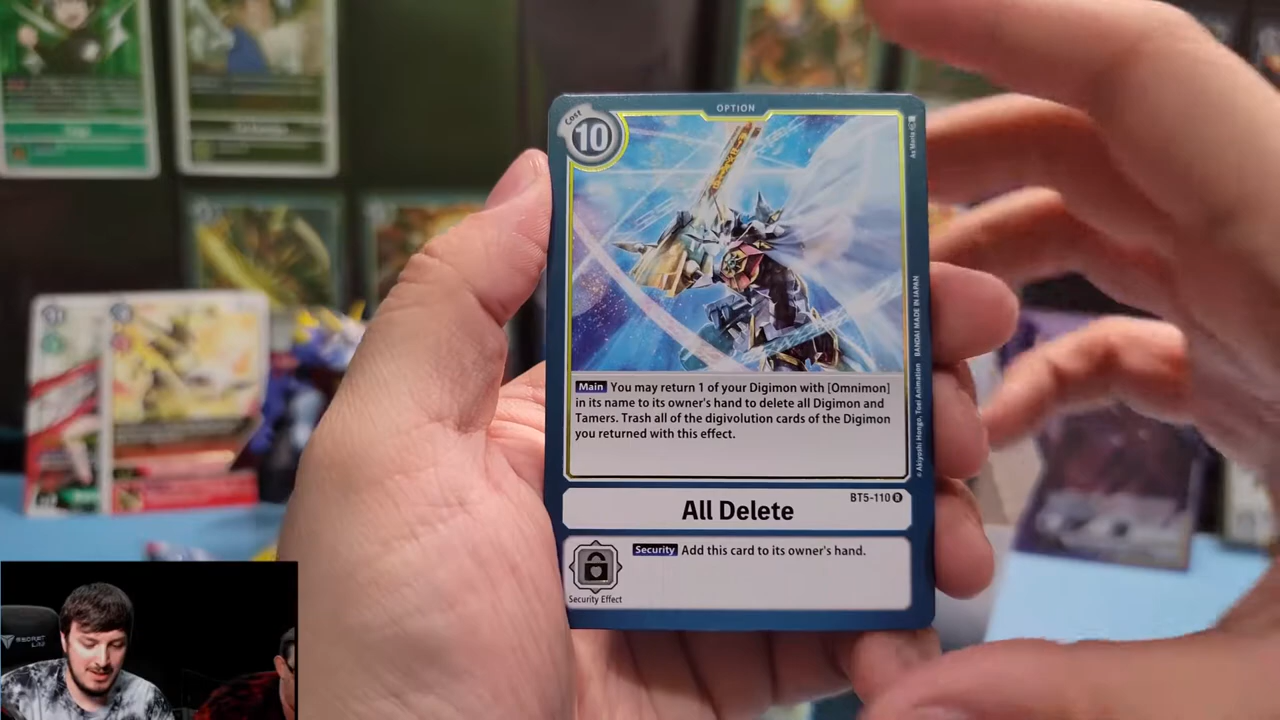 OPTION
Cost
10
Main You may return 1 of your Digimon with [Omnimon]
in its name to its owner's hand to delete all Digimon and
Tamers. Trash all of the digivolution cards of the Digimon
you returned with this effect.
BT5-110 R
All Delete
Security Add this card to its owner's hand.
Security Effect
©Akiyoshi Hongo, Toei Animation BANDAI MADE IN JAPAN
SECRET